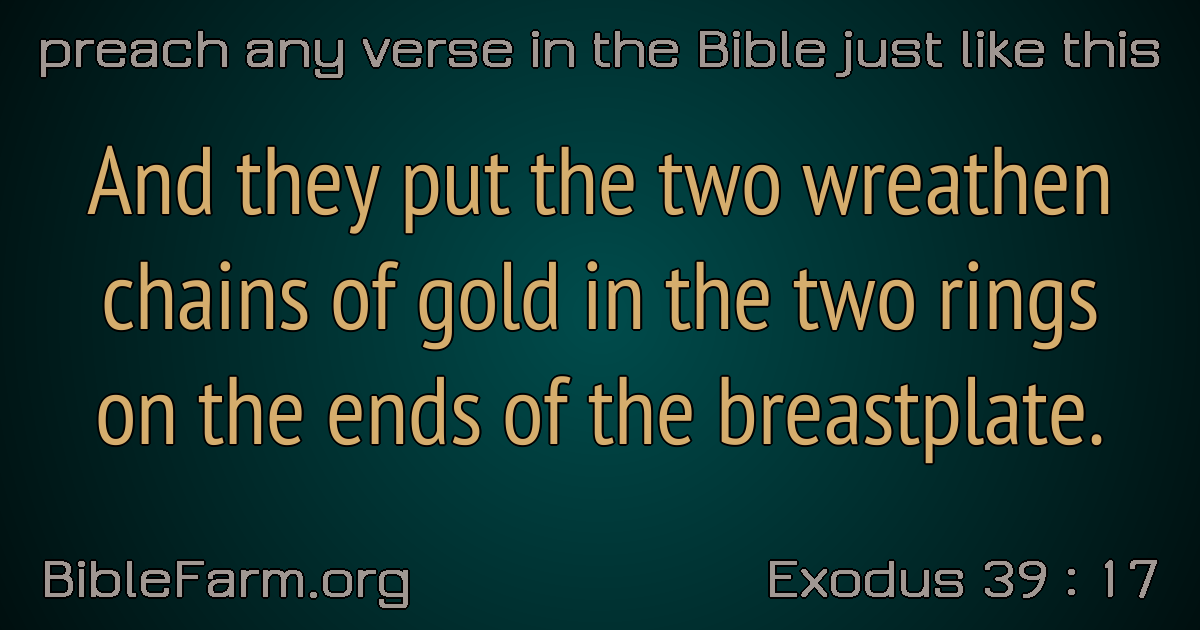 preach any verse in the Bible just like this
And they put the two wreathen
chains of gold in the two rings
on the ends of the breastplate.
BibleFarm.org
Exodus 39 : 17